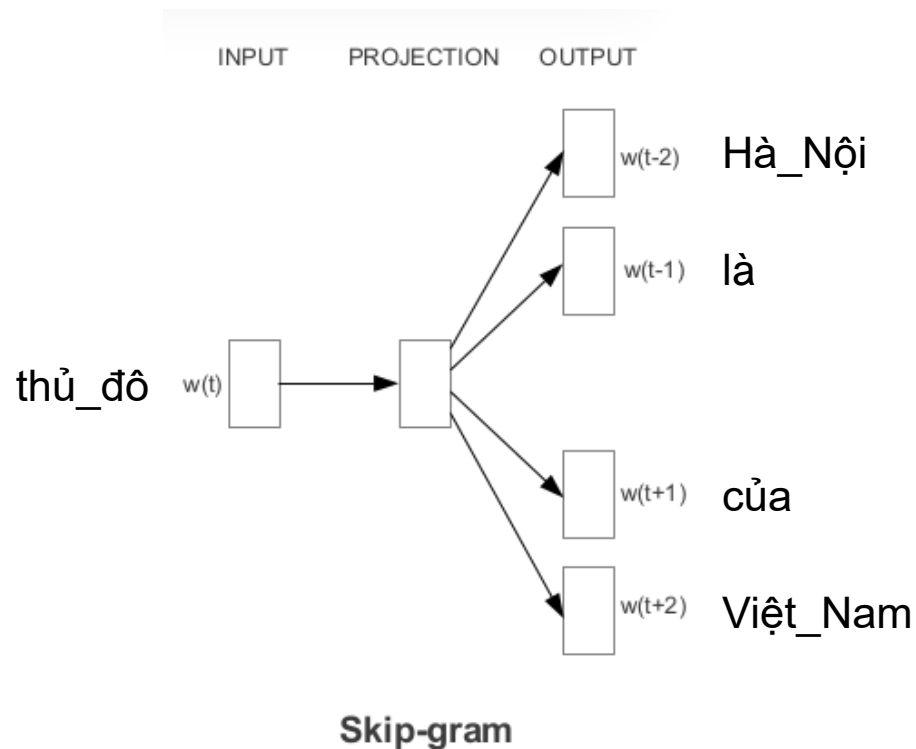 INPUT PROJECTION OUTPUT
w(t-2) Hà_Nội
w(t-1) là
thủ_đô w(t)
w(t+1) của
w(t+2) Việt_Nam
Skip-gram